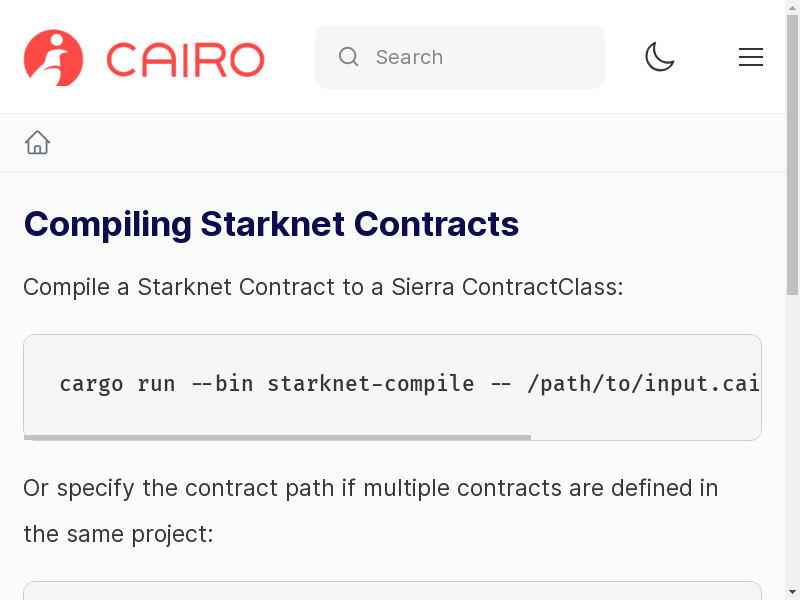 CAIRO
Search
Compiling Starknet Contracts
Compile a Starknet Contract to a Sierra ContractClass:
cargo run --bin starknet-compile -- /path/to/input.cai
Or specify the contract path if multiple contracts are defined in
the same project: